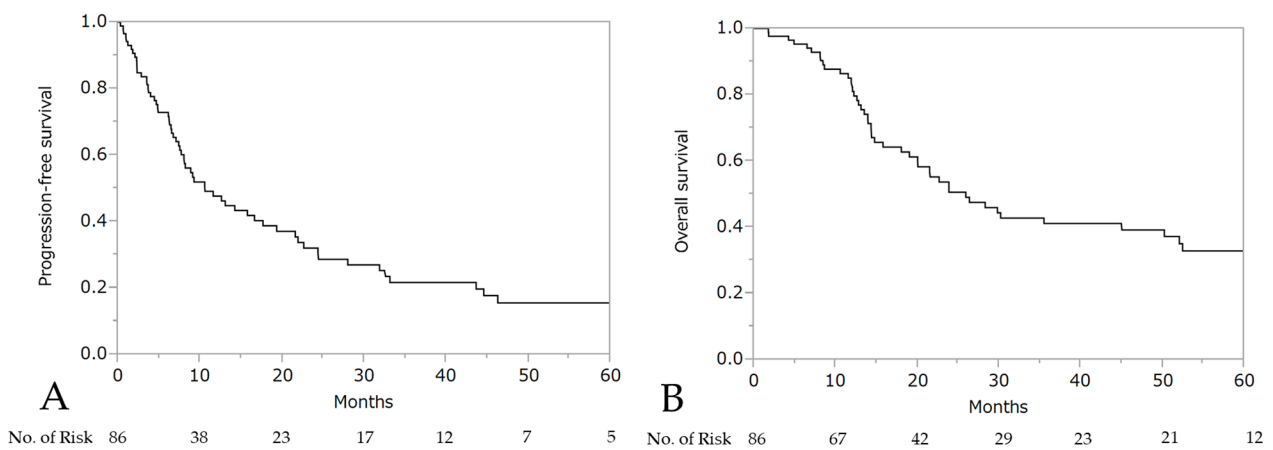 Progression-free survival
1.0
0.8
0.6
0.4
0.2
0.0
0 10 20 30 40 50 60
Months
A
No. of Risk 86 38 23 17 12 7 5
Overall survival
1.0
0.8
0.6
0.4
0.2
0.0
0 10 20 30 40 50 60
Months
B
No. of Risk 86 67 42 29 23 21 12